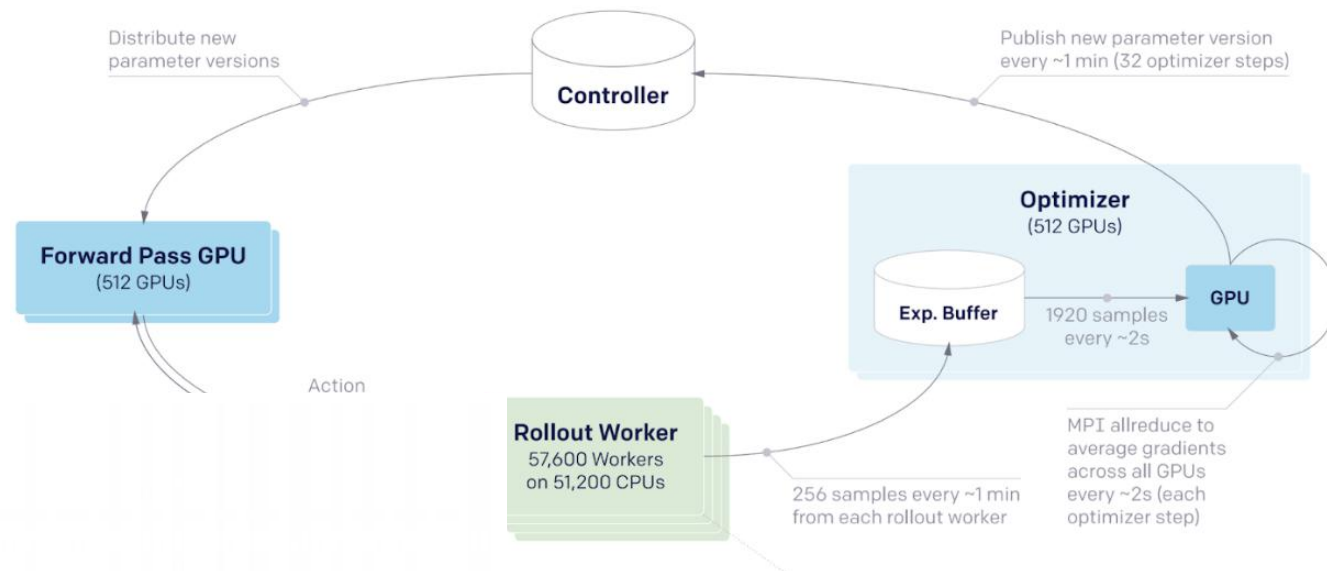 Distribute new
parameter versions
Controller
Publish new parameter version
every ~1 min (32 optimizer steps)
Optimizer
(512 GPUs)
Forward Pass GPU
(512 GPUs)
Exp. Buffer
1920 samples
every ~2s
GPU
Action
Rollout Worker
57,600 Workers
on 51,200 CPUs
256 samples every ~1 min
from each rollout worker
MPI allreduce to
average gradients
across all GPUs
every ~2s (each
optimizer step)